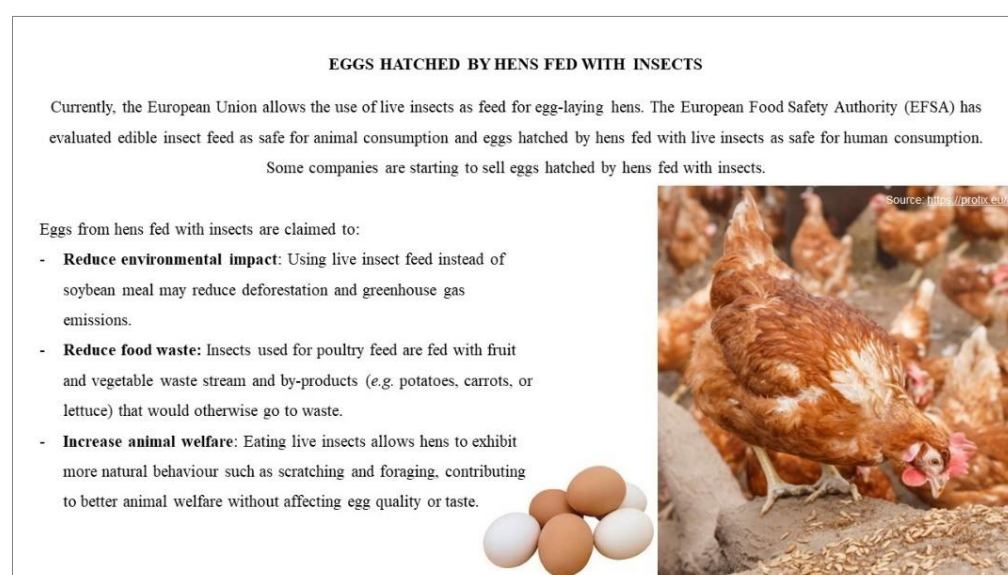 EGGS HATCHED BY HENS FED WITH INSECTS
Currently, the European Union allows the use of live insects as feed for egg-laying hens. The European Food Safety Authority (EFSA) has
evaluated edible insect feed as safe for animal consumption and eggs hatched by hens fed with live insects as safe for human consumption.
Some companies are starting to sell eggs hatched by hens fed with insects.
Source: https://protix.eu/
Eggs from hens fed with insects are claimed to:
- Reduce environmental impact: Using live insect feed instead of
soybean meal may reduce deforestation and greenhouse gas
emissions.
- Reduce food waste: Insects used for poultry feed are fed with fruit
and vegetable waste stream and by-products (e.g. potatoes, carrots, or
lettuce) that would otherwise go to waste.
- Increase animal welfare: Eating live insects allows hens to exhibit
more natural behaviour such as scratching and foraging, contributing
to better animal welfare without affecting egg quality or taste.